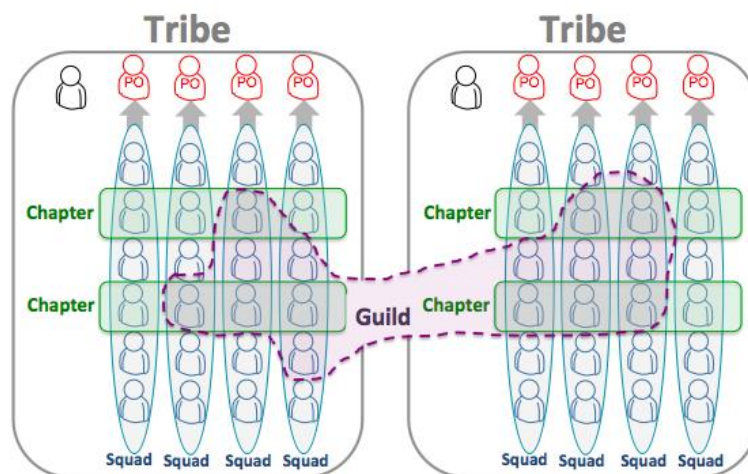 Tribe Tribe
PO PO PO PO PO PO PO PO
Chapter Chapter
Chapter Guild Chapter
Squad Squad Squad Squad Squad Squad Squad Squad